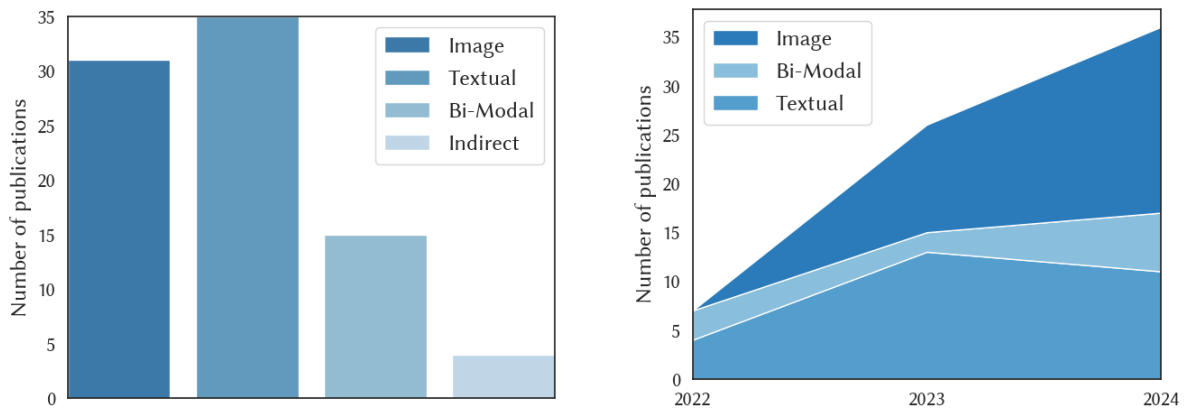 Number of publications
35
30
25
20
15
10
5
0
Image
Textual
Bi-Modal
Indirect
Number of publications
35
30
25
20
15
10
5
0
Image
Bi-Modal
Textual
2022 2023 2024